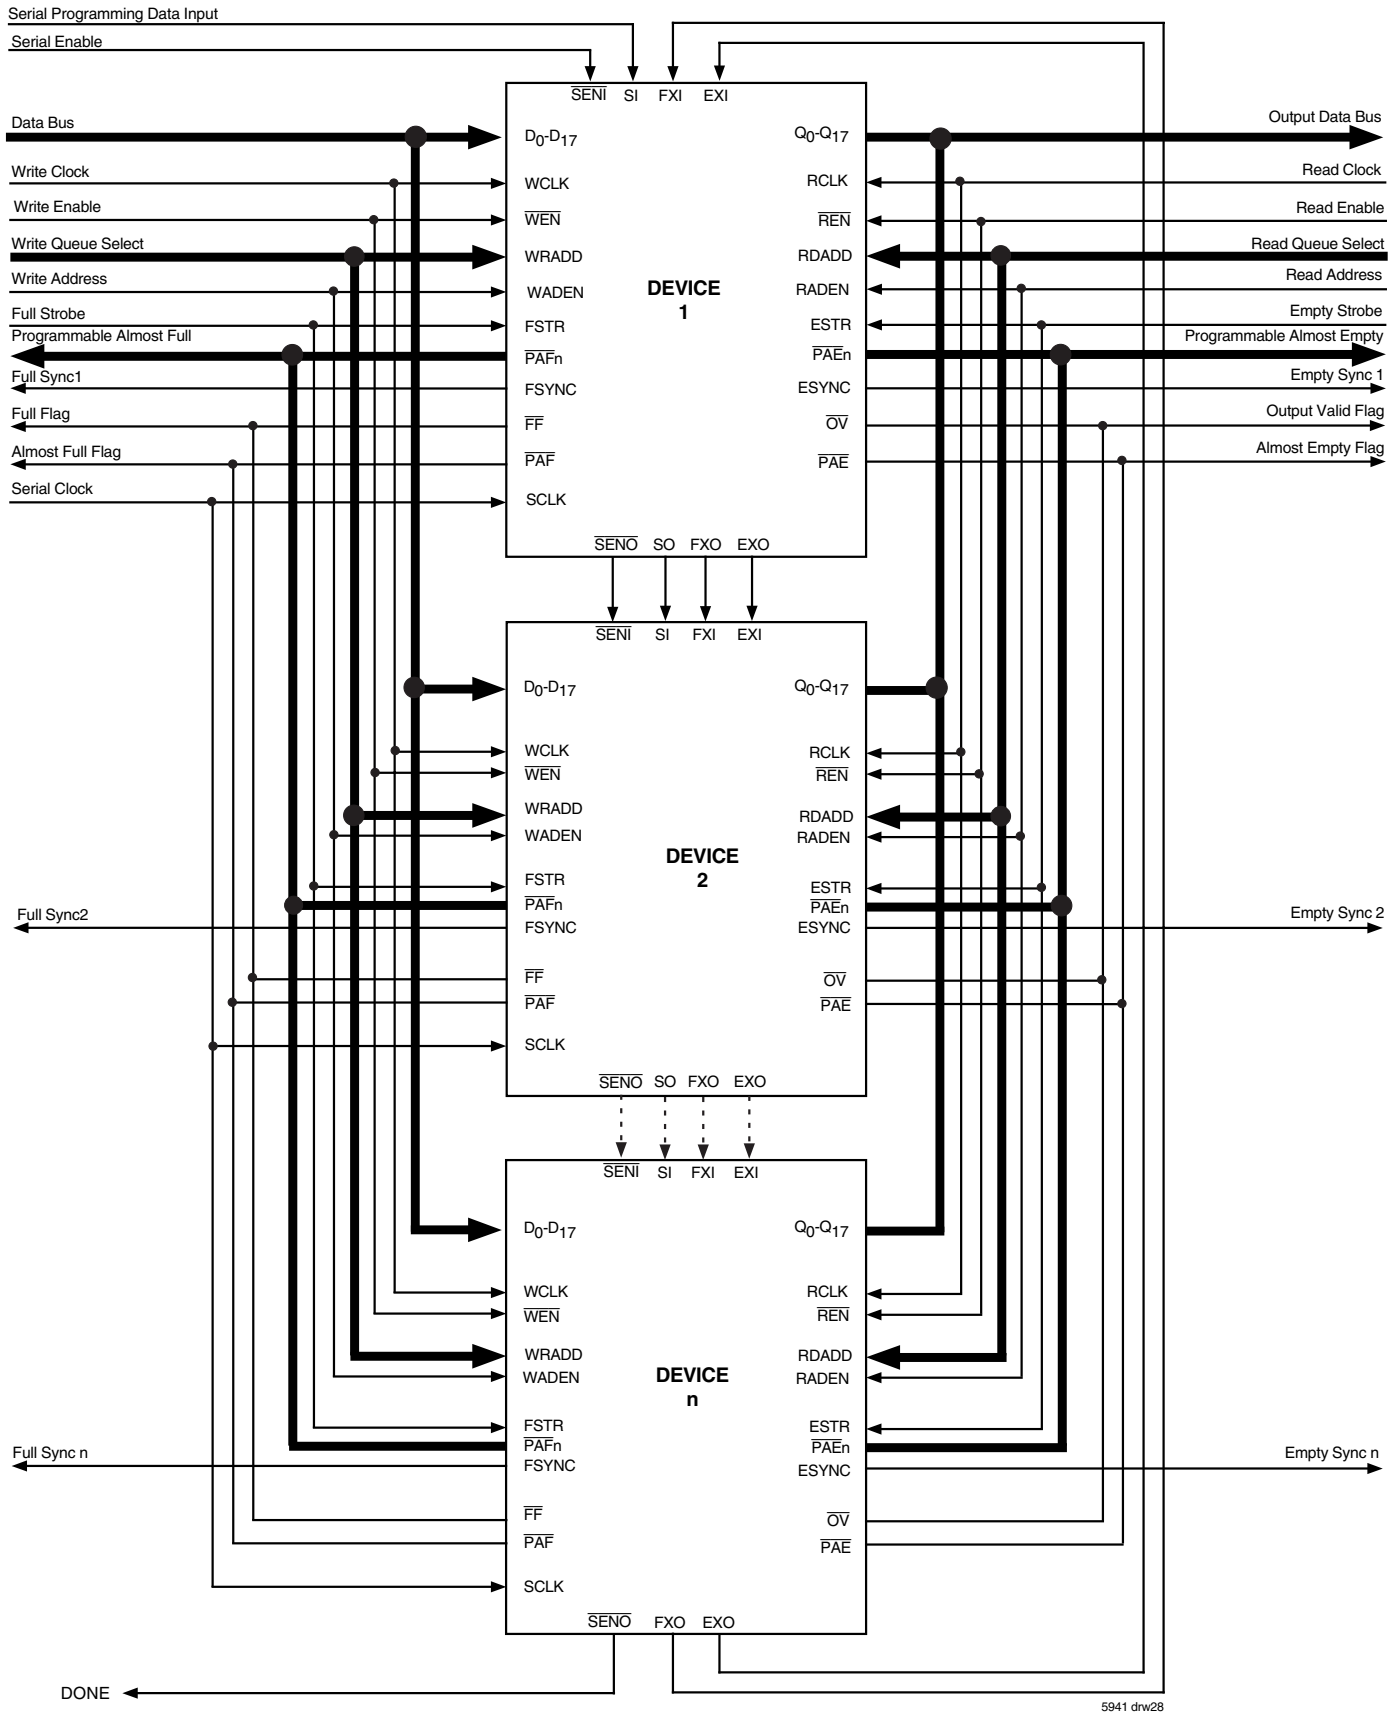 Serial Programming Data Input
Serial Enable
SENI SI FXI EXI
Data Bus
D0-D17
Q0-Q17
Output Data Bus
Write Clock
WCLK
RCLK
Read Clock
Write Enable
WEN
REN
Read Enable
Write Queue Select
WRADD
RDADD
Read Queue Select
Write Address
WADEN
DEVICE
1
RADEN
Read Address
Full Strobe
FSTR
ESTR
Empty Strobe
Programmable Almost Full
PAFn
PAEn
Programmable Almost Empty
Full Sync1
FSYNC
ESYNC
Empty Sync 1
Full Flag
FF
OV
Output Valid Flag
Almost Full Flag
PAF
PAE
Almost Empty Flag
Serial Clock
SCLK
SENO SO FXO EXO
SENI SI FXI EXI
D0-D17
Q0-Q17
WCLK
RCLK
WEN
REN
WRADD
RDADD
WADEN
RADEN
DEVICE
2
FSTR
ESTR
PAFn
PAEn
Full Sync2
FSYNC
ESYNC
Empty Sync 2
FF
OV
PAF
PAE
SCLK
SENO SO FXO EXO
SENI SI FXI EXI
D0-D17
Q0-Q17
WCLK
RCLK
WEN
REN
WRADD
RDADD
WADEN
RADEN
DEVICE
n
FSTR
ESTR
PAFn
PAEn
Full Sync n
FSYNC
ESYNC
Empty Sync n
FF
OV
PAF
PAE
SCLK
SENO FXO EXO
DONE
5941 drw28